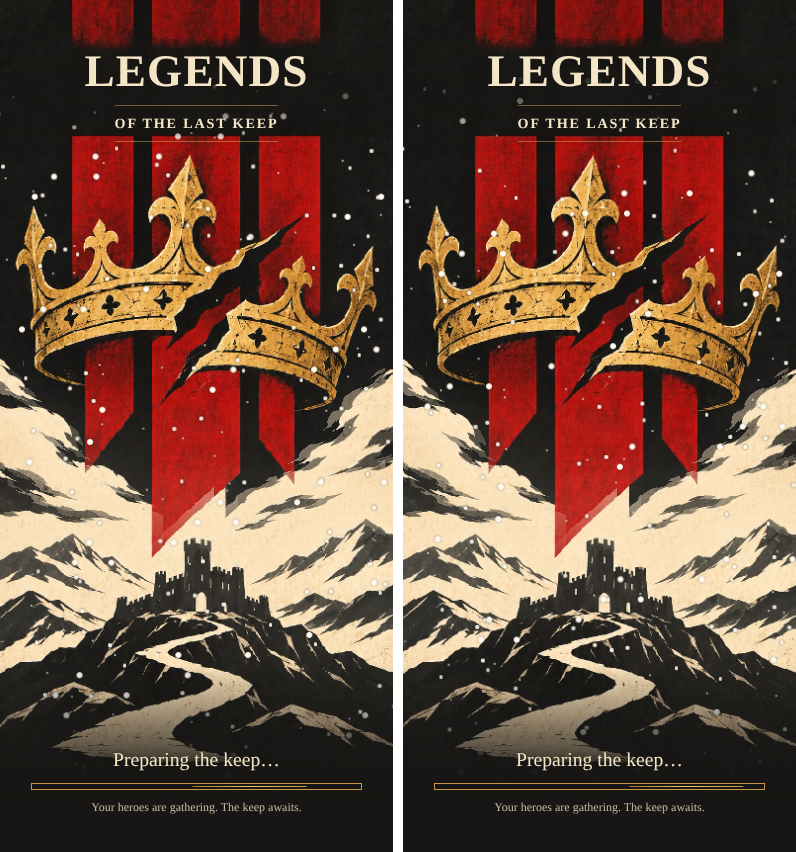 LEGENDS
OF THE LAST KEEP
Preparing the keep…
Your heroes are gathering. The keep awaits.
LEGENDS
OF THE LAST KEEP
Preparing the keep…
Your heroes are gathering. The keep awaits.